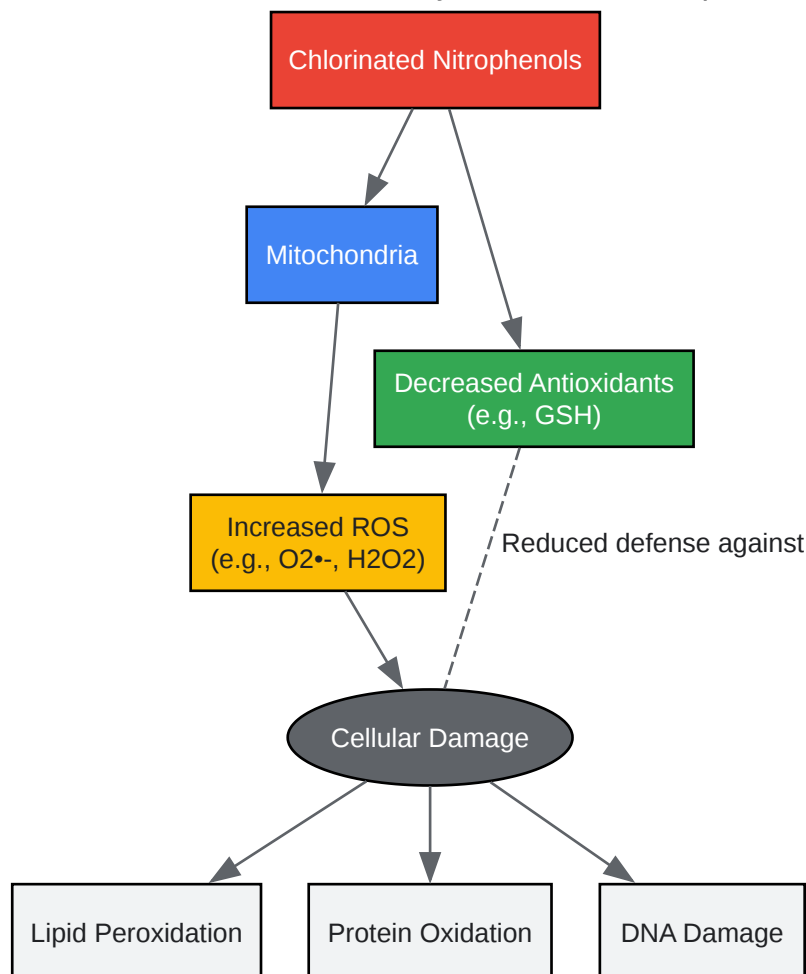 Chlorinated Nitrophenols
Mitochondria
Decreased Antioxidants
(e.g., GSH)
Increased ROS
(e.g., O2•-, H2O2)
Reduced defense against
Cellular Damage
Lipid Peroxidation
Protein Oxidation
DNA Damage